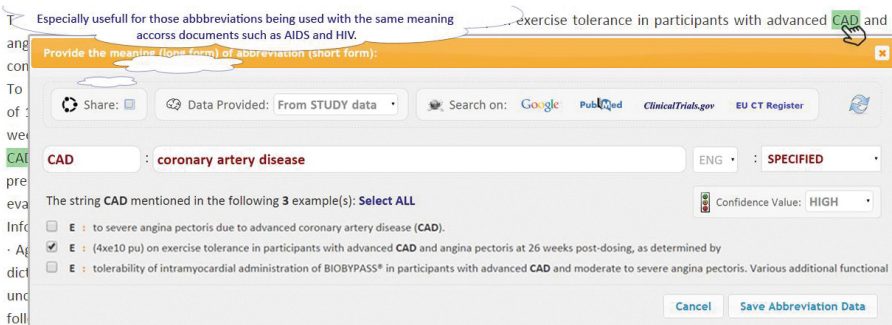 Especially usefull for those abbbreviations being used with the same meaning
accorss documents such as AIDS and HIV.
exercise tolerance in participants with advanced CAD and
Provide the meaning (long form) of abbreviation (short form):
Share:
Data Provided: From STUDY data
Search on: Google PubMed ClinicalTrials.gov EU CT Register
CAD : coronary artery disease ENG : SPECIFIED
The string CAD mentioned in the following 3 example(s): Select ALL
Confidence Value: HIGH
E : to severe angina pectoris due to advanced coronary artery disease (CAD).
E : (4xe10 pu) on exercise tolerance in participants with advanced CAD and angina pectoris at 26 weeks post-dosing, as determined by
E : tolerability of intramyocardial administration of BIOBYPASS® in participants with advanced CAD and moderate to severe angina pectoris. Various additional functional
Cancel Save Abbreviation Data